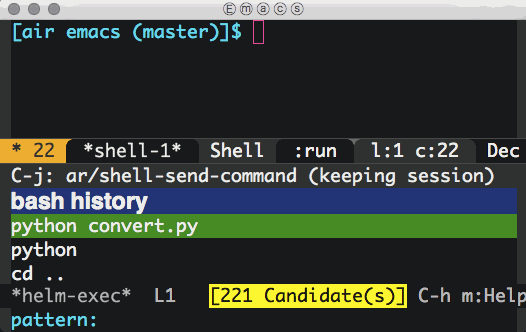 Ⓔⓜⓐⓒⓢ
[air emacs (master)]$
* 22 *shell-1* Shell :run l:1 c:22 Dec
C-j: ar/shell-send-command (keeping session)
bash history
python convert.py
python
cd ..
*helm-exec* L1 [221 Candidate(s)] C-h m:Help
pattern: